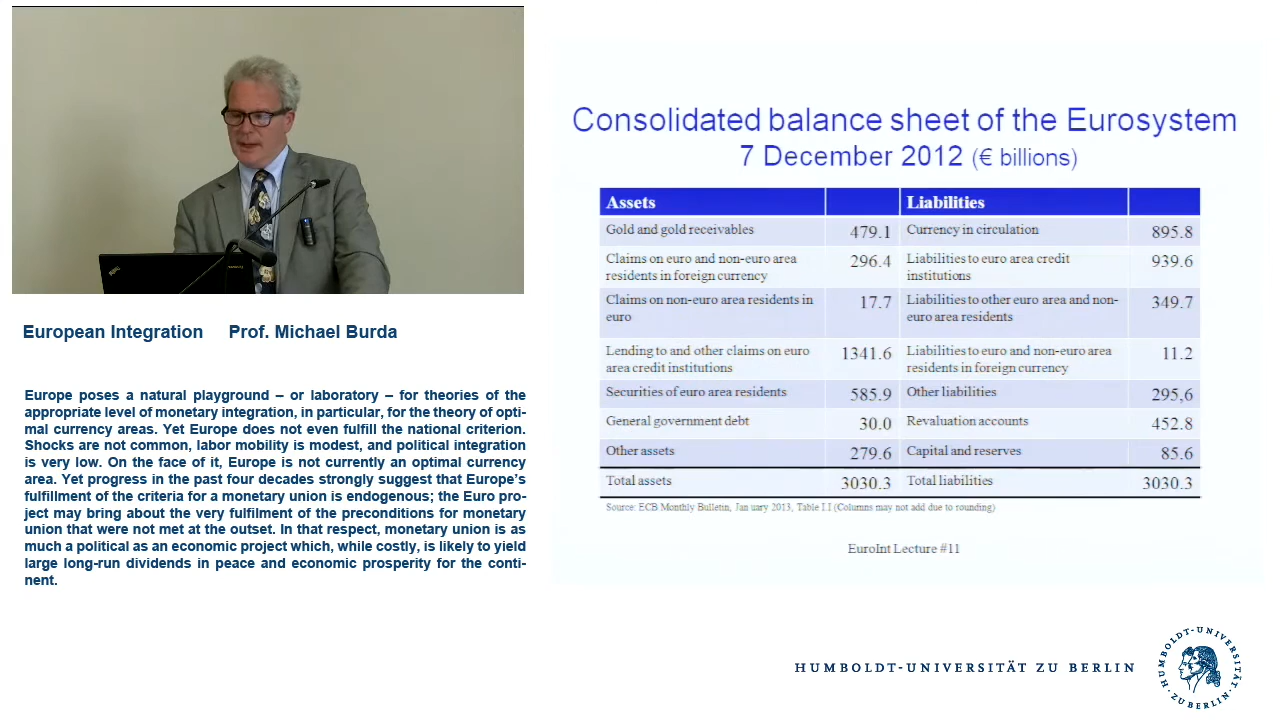 European Integration Prof. Michael Burda
Europe poses a natural playground – or laboratory – for theories of the
appropriate level of monetary integration, in particular, for the theory of opti-
mal currency areas. Yet Europe does not even fulfill the national criterion.
Shocks are not common, labor mobility is modest, and political integration
is very low. On the face of it, Europe is not currently an optimal currency
area. Yet progress in the past four decades strongly suggest that Europe's
fulfillment of the criteria for a monetary union is endogenous; the Euro pro-
ject may bring about the very fulfilment of the preconditions for monetary
union that were not met at the outset. In that respect, monetary union is as
much a political as an economic project which, while costly, is likely to yield
large long-run dividends in peace and economic prosperity for the conti-
nent.
Consolidated balance sheet of the Eurosystem
7 December 2012 (€ billions)
Assets Liabilities
Gold and gold receivables 479.1 Currency in circulation 895.8
Claims on euro and non-euro area
residents in foreign currency 296.4 Liabilities to euro area credit
institutions 939.6
Claims on non-euro area residents in
euro 17.7 Liabilities to other euro area and non-
euro area residents 349.7
Lending to and other claims on euro
area credit institutions 1341.6 Liabilities to euro and non-euro area
residents in foreign currency 11.2
Securities of euro area residents 585.9 Other liabilities 295,6
General government debt 30.0 Revaluation accounts 452.8
Other assets 279.6 Capital and reserves 85.6
Total assets 3030.3 Total liabilities 3030.3
Source: ECB Monthly Bulletin, January 2013, Table I.I (Columns may not add due to rounding)
EuroInt Lecture #11
HUMBOLDT-UNIVERSITÄT ZU BERLIN
HUMBOLDT-UNIVERSITÄT
ZU BERLIN